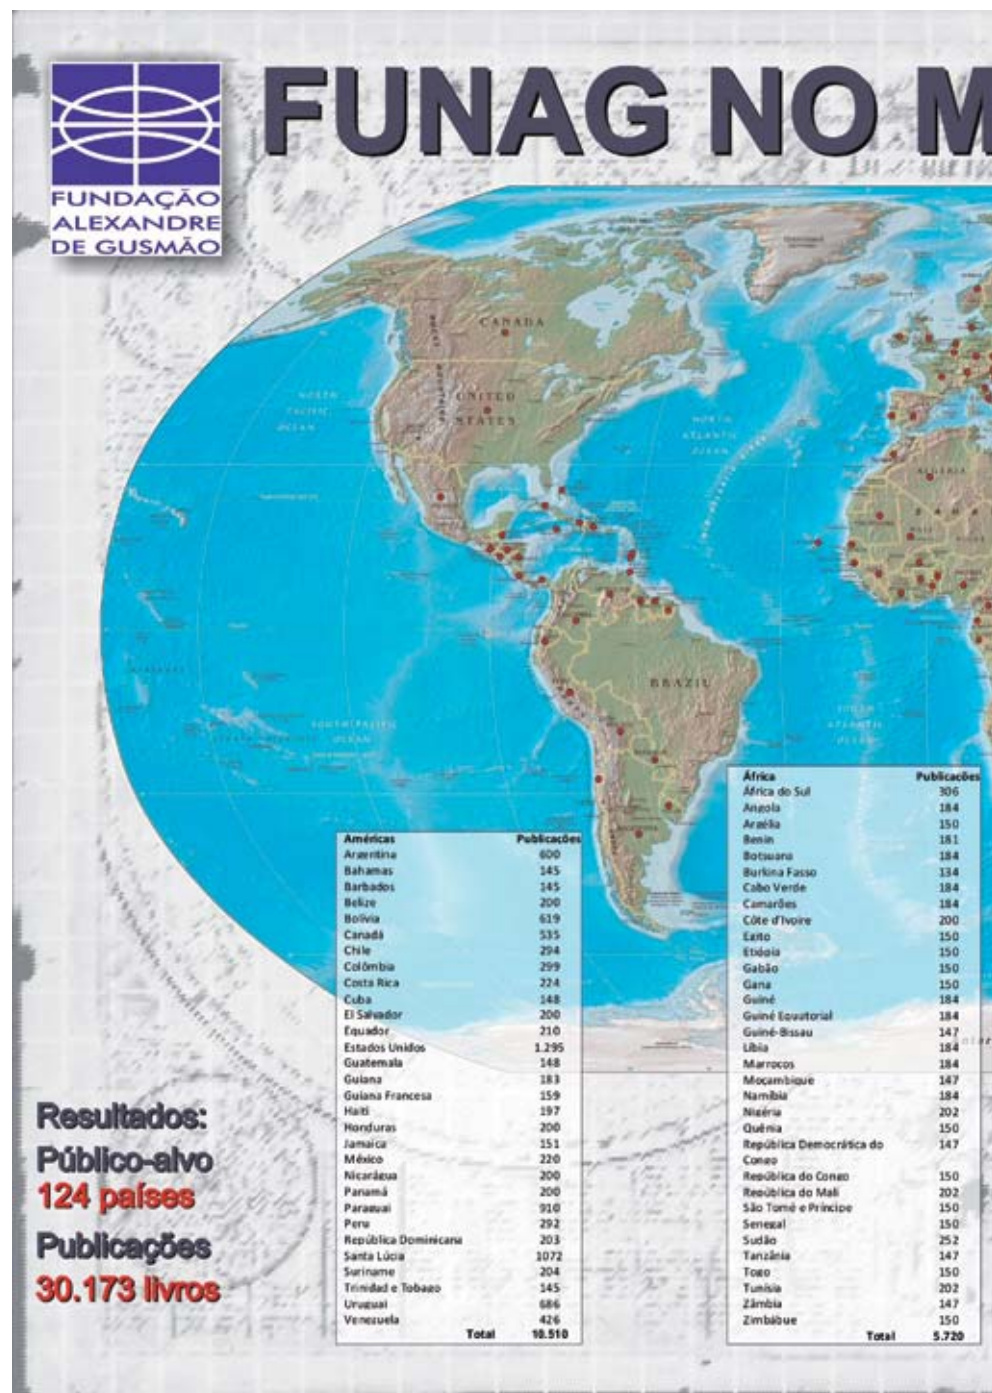 FUNAG NO M
FUNDAÇÃO
ALEXANDRE
DE GUSMÃO
CANADA
UNITED
STATES
NORTH
PACIFIC
OCEAN
NORTH
ATLANTIC
OCEAN
ALGERIA
BRAZIL
SOUTH PACIFIC
OCEAN
SOUTH
ATLANTIC
OCEAN
Américas Publicações
Argentina 600
Bahamas 145
Barbados 145
Belize 200
Bolívia 619
Canadá 535
Chile 294
Colômbia 299
Costa Rica 224
Cuba 148
El Salvador 200
Equador 210
Estados Unidos 1.295
Guatemala 148
Guiana 183
Guiana Francesa 159
Haiti 197
Honduras 200
Jamaica 151
México 220
Nicarágua 200
Panamá 200
Paraguai 910
Peru 292
República Dominicana 203
Santa Lúcia 1072
Suriname 204
Trinidad e Tobago 145
Uruguai 686
Venezuela 426
Total 10.510
África Publicações
África do Sul 306
Angola 184
Argélia 150
Benin 181
Botsuana 184
Burkina Fasso 134
Cabo Verde 184
Camarões 184
Côte d'Ivoire 200
Egito 150
Etiópia 150
Gabão 150
Gana 150
Guiné 184
Guiné Equatorial 184
Guiné-Bissau 147
Líbia 184
Marrocos 184
Moçambique 147
Namíbia 184
Nigéria 202
Quênia 150
República Democrática do 147
Congo
República do Congo 150
República do Mali 202
São Tomé e Príncipe 150
Senegal 150
Sudão 252
Tanzânia 147
Togo 150
Tunísia 202
Zâmbia 147
Zimbábue 150
Total 5.720
Resultados:
Público-alvo
124 países
Publicações
30.173 livros